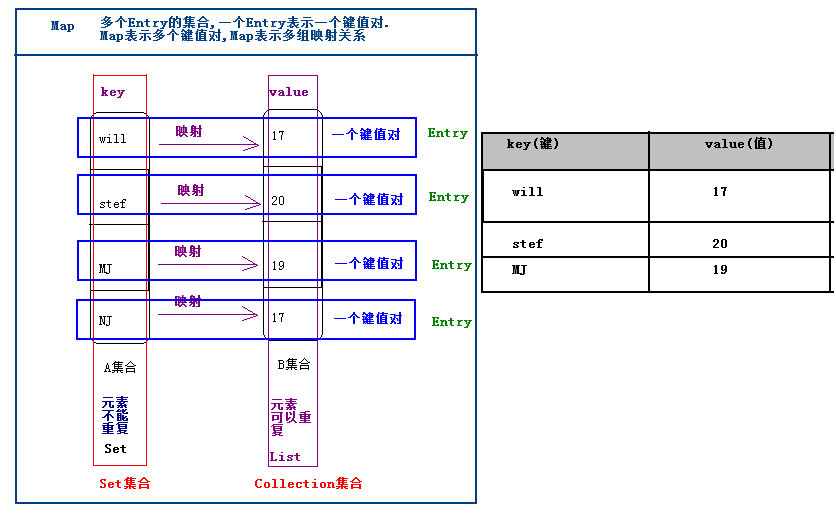 Map
多个Entry的集合,一个Entry表示一个键值对.
Map表示多个键值对,Map表示多组映射关系
key
value
will
映射
17
一个键值对
Entry
stef
映射
20
一个键值对
Entry
MJ
映射
19
一个键值对
Entry
NJ
映射
17
一个键值对
Entry
A集合
B集合
元素
不能
重复
Set
元素
可以重
复
List
Set集合
Collection集合
key(键)
value(值)
will
17
stef
20
MJ
19